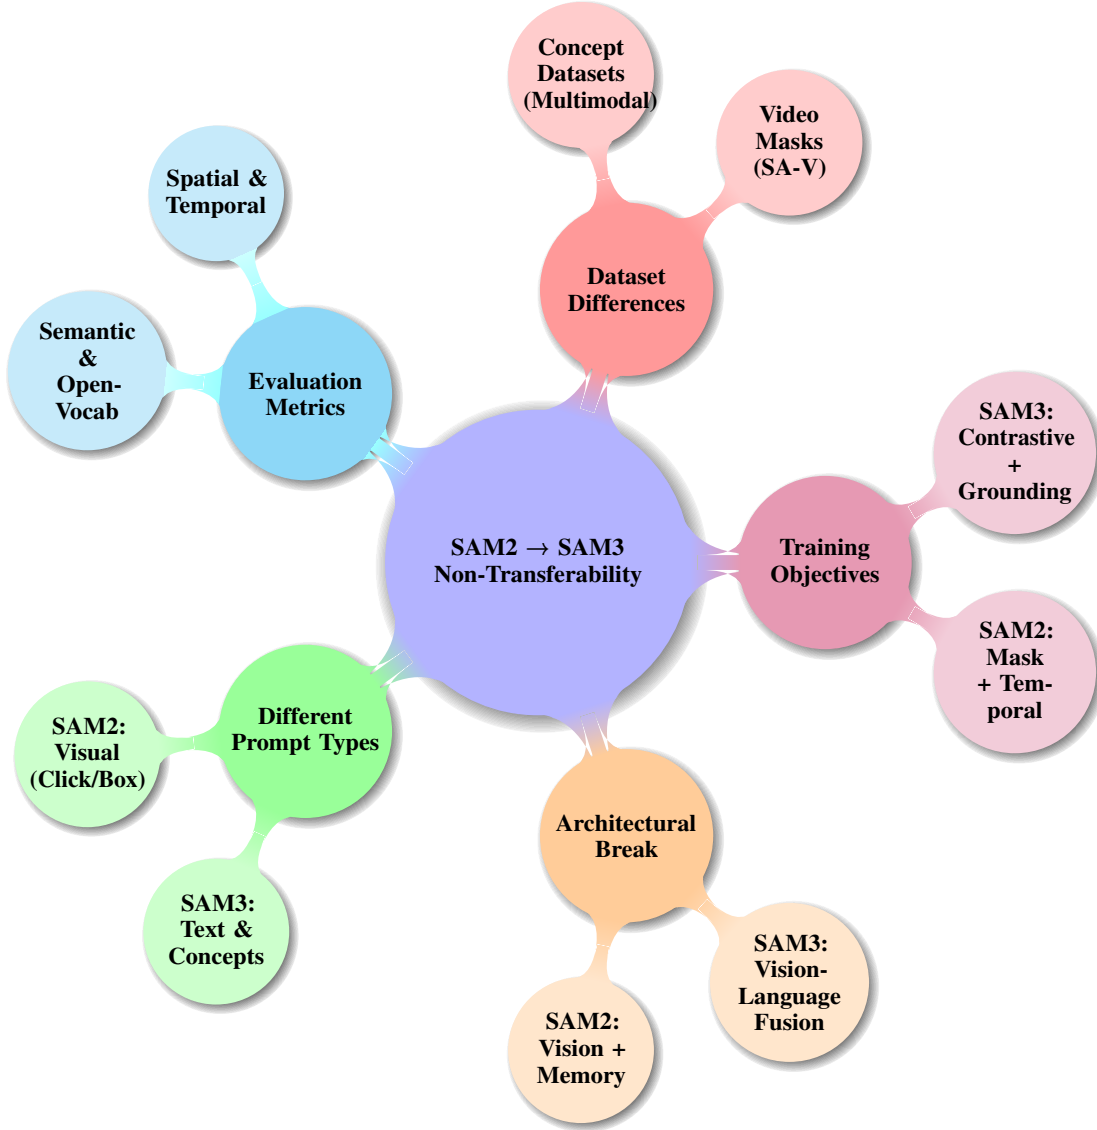 Concept
Datasets
(Multimodal)
Video
Masks
(SA-V)
Dataset
Differences
Spatial &
Temporal
Semantic
&
Open-
Vocab
Evaluation
Metrics
SAM2 → SAM3
Non-Transferability
Training
Objectives
SAM3:
Contrastive
+
Grounding
SAM2:
Mask
+ Tem-
poral
Different
Prompt Types
SAM2:
Visual
(Click/Box)
SAM3:
Text &
Concepts
Architectural
Break
SAM2:
Vision +
Memory
SAM3:
Vision-
Language
Fusion